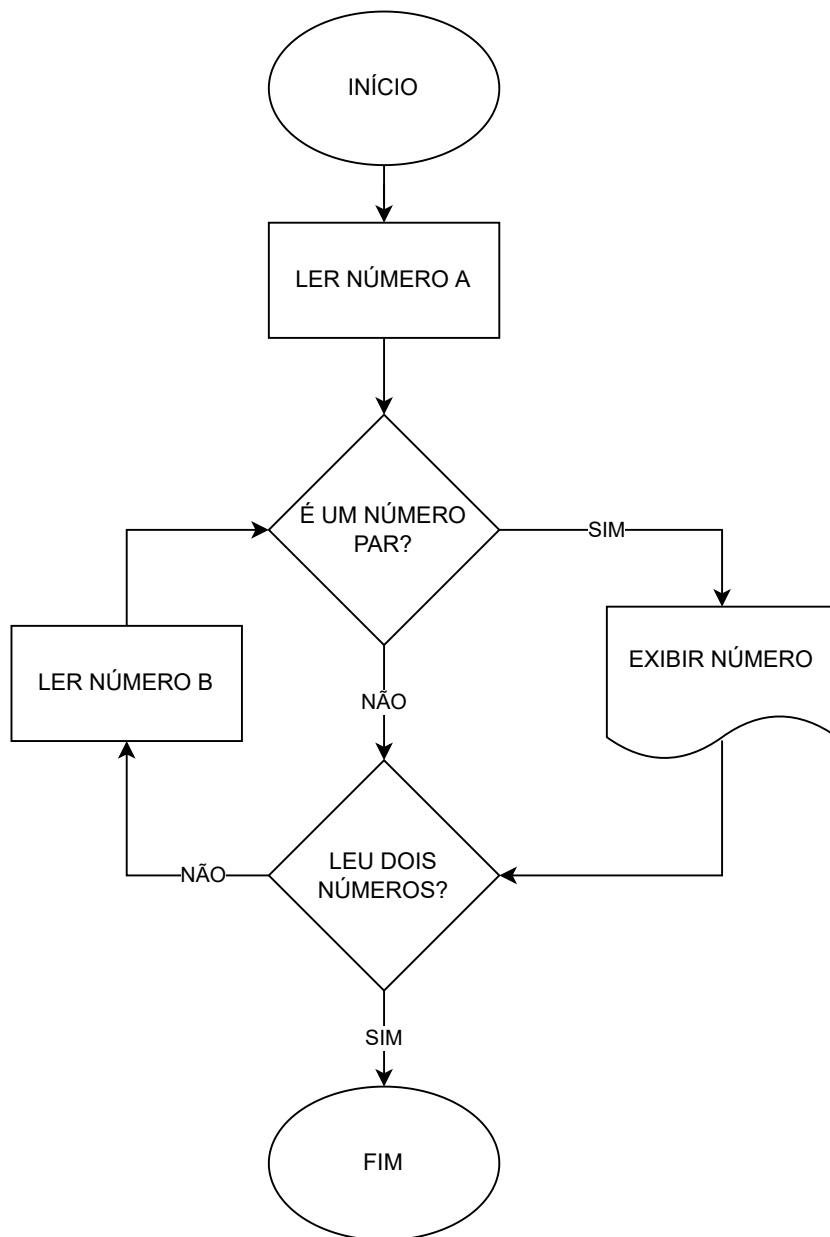 INÍCIO
LER NÚMERO A
É UM NÚMERO
PAR?
SIM
EXIBIR NÚMERO
LER NÚMERO B
NÃO
LEU DOIS
NÚMEROS?
NÃO
SIM
FIM